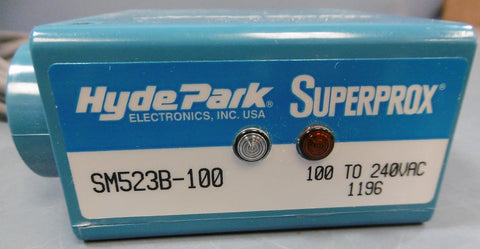 HydePark® SUPERPROX®
ELECTRONICS, INC. USA
SM523B-100 100 TO 240VAC
1196